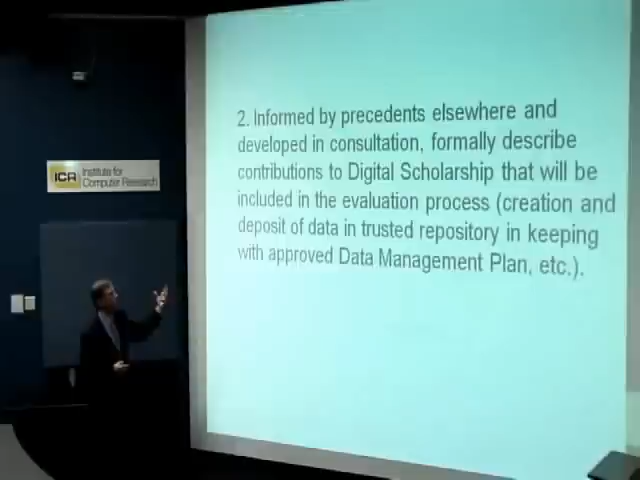 ICR Institute for
Computer Research
2. Informed by precedents elsewhere and
developed in consultation, formally describe
contributions to Digital Scholarship that will be
included in the evaluation process (creation and
deposit of data in trusted repository in keeping
with approved Data Management Plan, etc.).